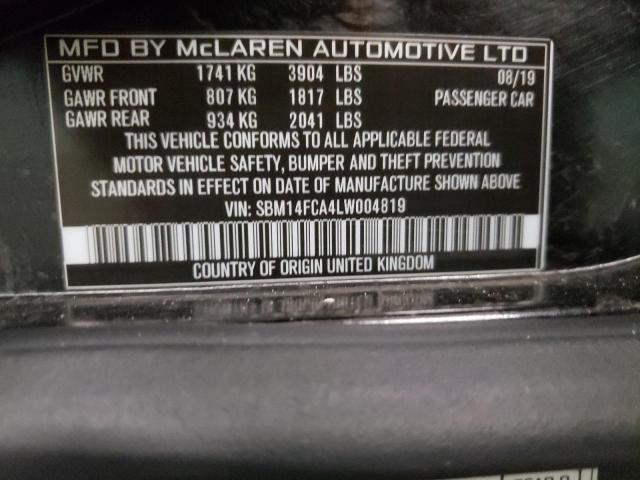 MFD BY McLAREN AUTOMOTIVE LTD
GVWR 1741 KG 3904 LBS 08/19
GAWR FRONT 807 KG 1817 LBS PASSENGER CAR
GAWR REAR 934 KG 2041 LBS
THIS VEHICLE CONFORMS TO ALL APPLICABLE FEDERAL
MOTOR VEHICLE SAFETY, BUMPER AND THEFT PREVENTION
STANDARDS IN EFFECT ON DATE OF MANUFACTURE SHOWN ABOVE
VIN: SBM14FCA4LW004819
COUNTRY OF ORIGIN UNITED KINGDOM